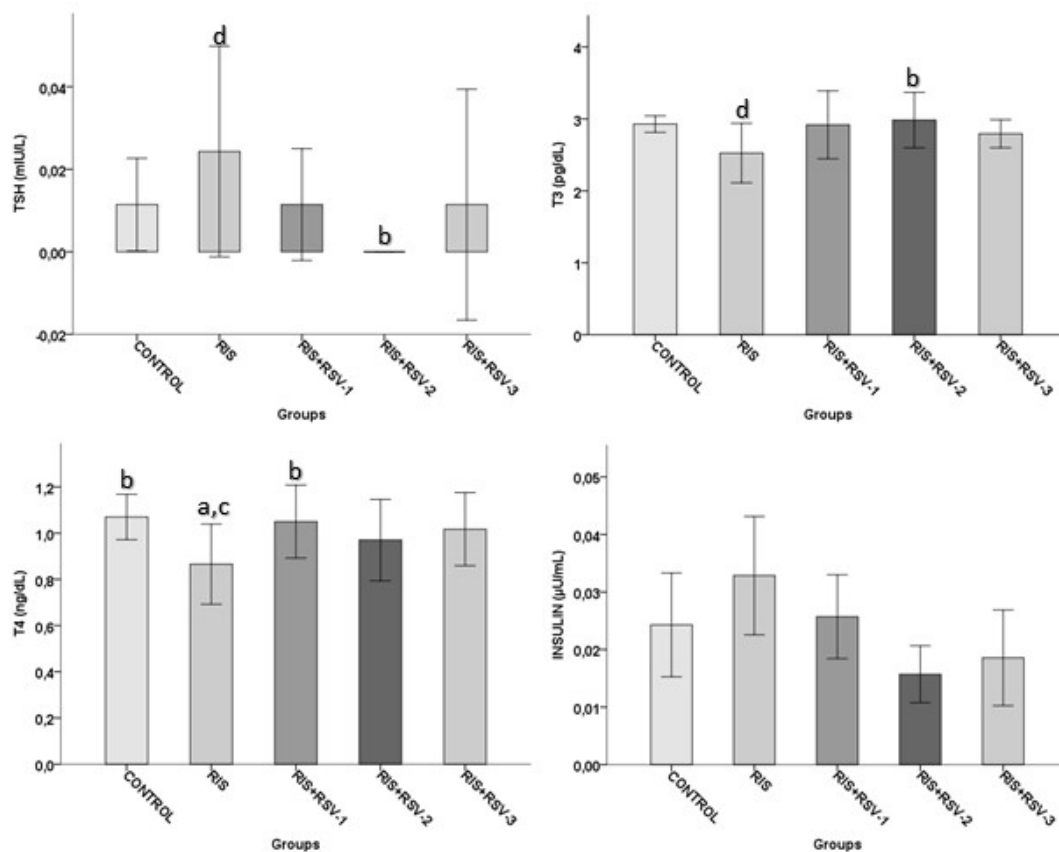 TSH (mIU/L)
0,04
0,02
0,00
-0,02
d
b
CONTROL
RIS
RIS+RSV-1
RIS+RSV-2
RIS+RSV-3
Groups
T3 (pg/dL)
4
3
2
1
0
d
b
CONTROL
RIS
RIS+RSV-1
RIS+RSV-2
RIS+RSV-3
Groups
T4 (ng/dL)
1,2
1,0
0,8
0,6
0,4
0,2
0,0
b
a,c
b
CONTROL
RIS
RIS+RSV-1
RIS+RSV-2
RIS+RSV-3
Groups
INSULIN (µU/mL)
0,05
0,04
0,03
0,02
0,01
0,00
CONTROL
RIS
RIS+RSV-1
RIS+RSV-2
RIS+RSV-3
Groups